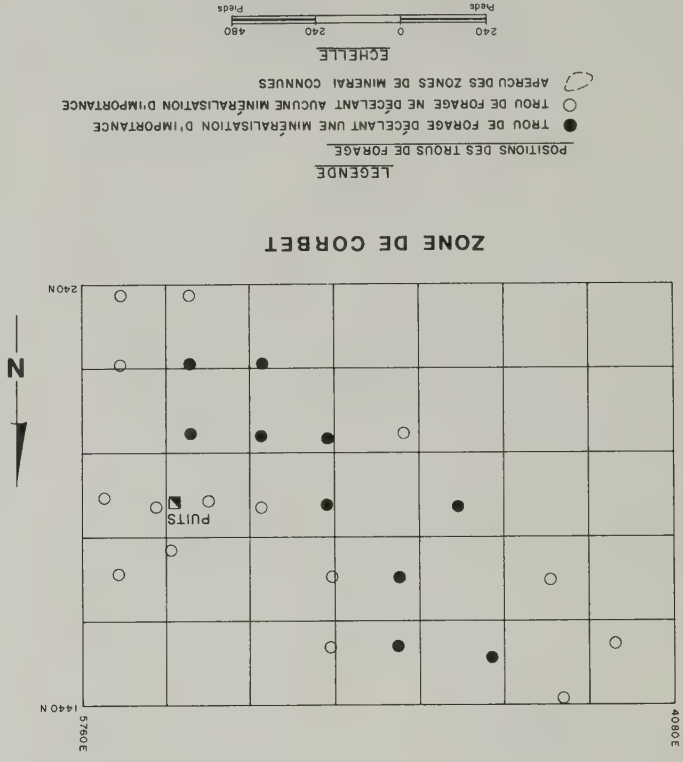 4080E
5760E
1440 N
PUITS
240N
N
ZONE DE CORBET
LÉGENDE
POSITIONS DES TROUS DE FORAGE
TROU DE FORAGE DÉCELANT UNE MINÉRALISATION D'IMPORTANCE
TROU DE FORAGE NE DÉCELANT AUCUNE MINÉRALISATION D'IMPORTANCE
APERCU DES ZONES DE MINERAI CONNUES
ECHELLE
240 0 240 480
Pieds Pieds